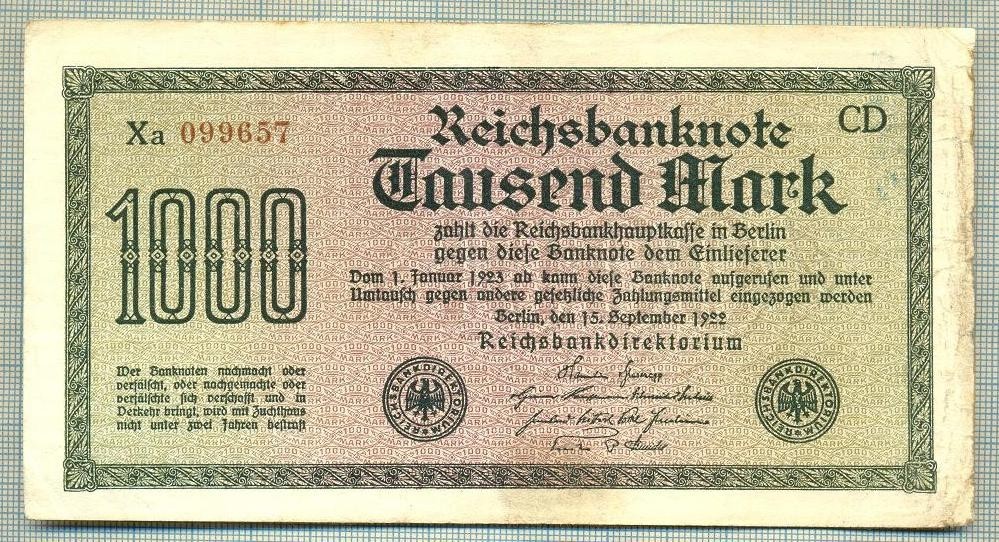 Xa 099657
Reichsbanknote
CD
Tausend Mark
1000
zahlt die Reichsbankhauptkasse in Berlin
gegen diese Banknote dem Einlieferer
Vom 1. Januar 1923 ab kann diese Banknote aufgerufen und unter
Umtausch gegen andere gesetzliche Zahlungsmittel eingezogen werden
Berlin, den 15. September 1922
Reichsbankdirektorium
Wer Banknoten nachmacht oder
verfälscht, oder nachgemachte oder
verfälschte sich verschafft und in
Verkehr bringt, wird mit Zuchthaus
nicht unter zwei Jahren bestraft
REICHSBANKDIREKTORIUM
REICHSBANKDIREKTORIUM